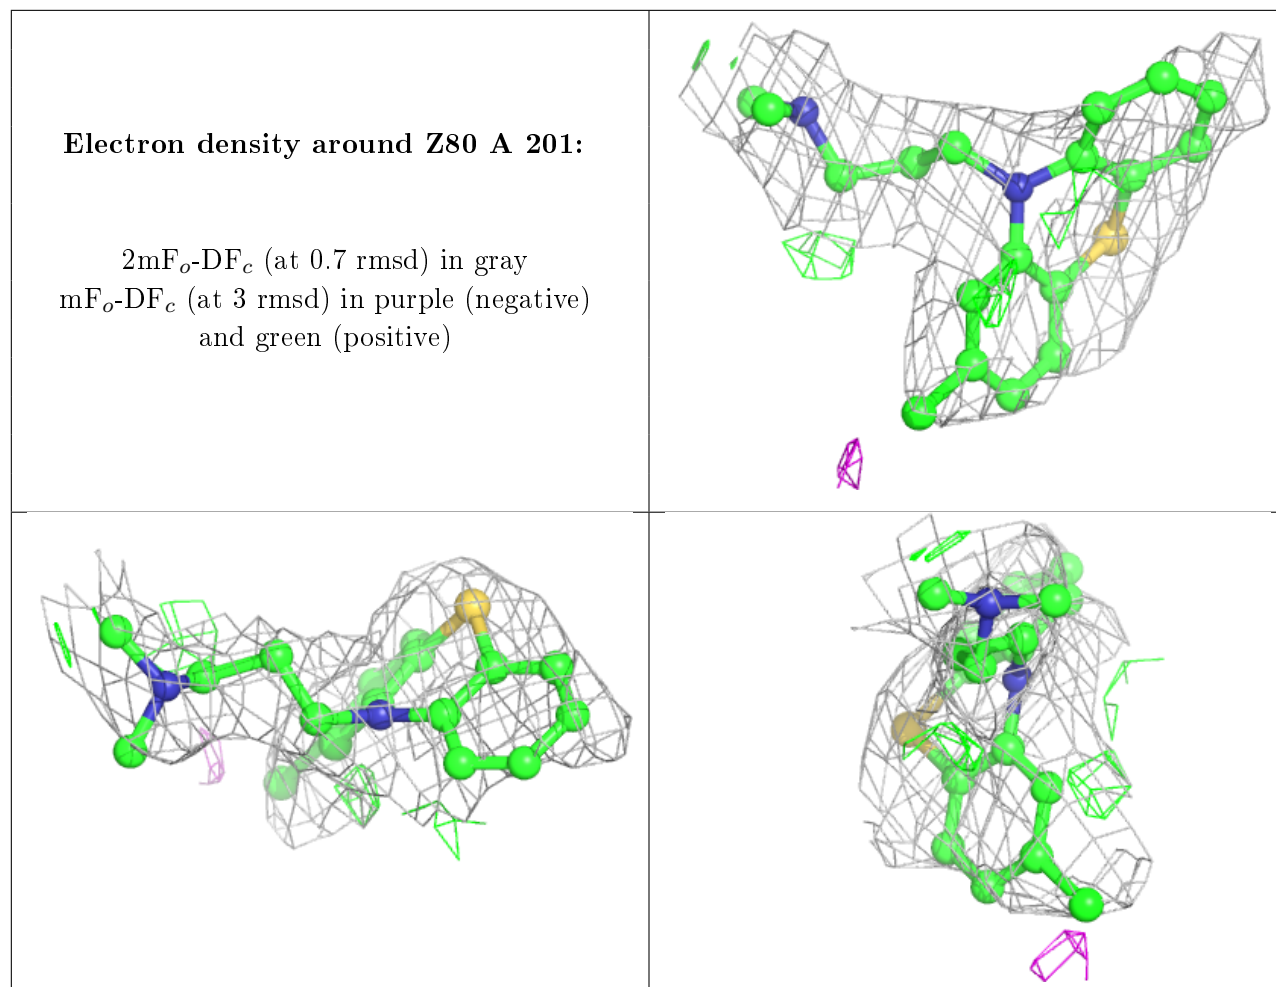 Electron density around Z80 A 201:
2mFo-DFc (at 0.7 rmsd) in gray
mFo-DFc (at 3 rmsd) in purple (negative)
and green (positive)